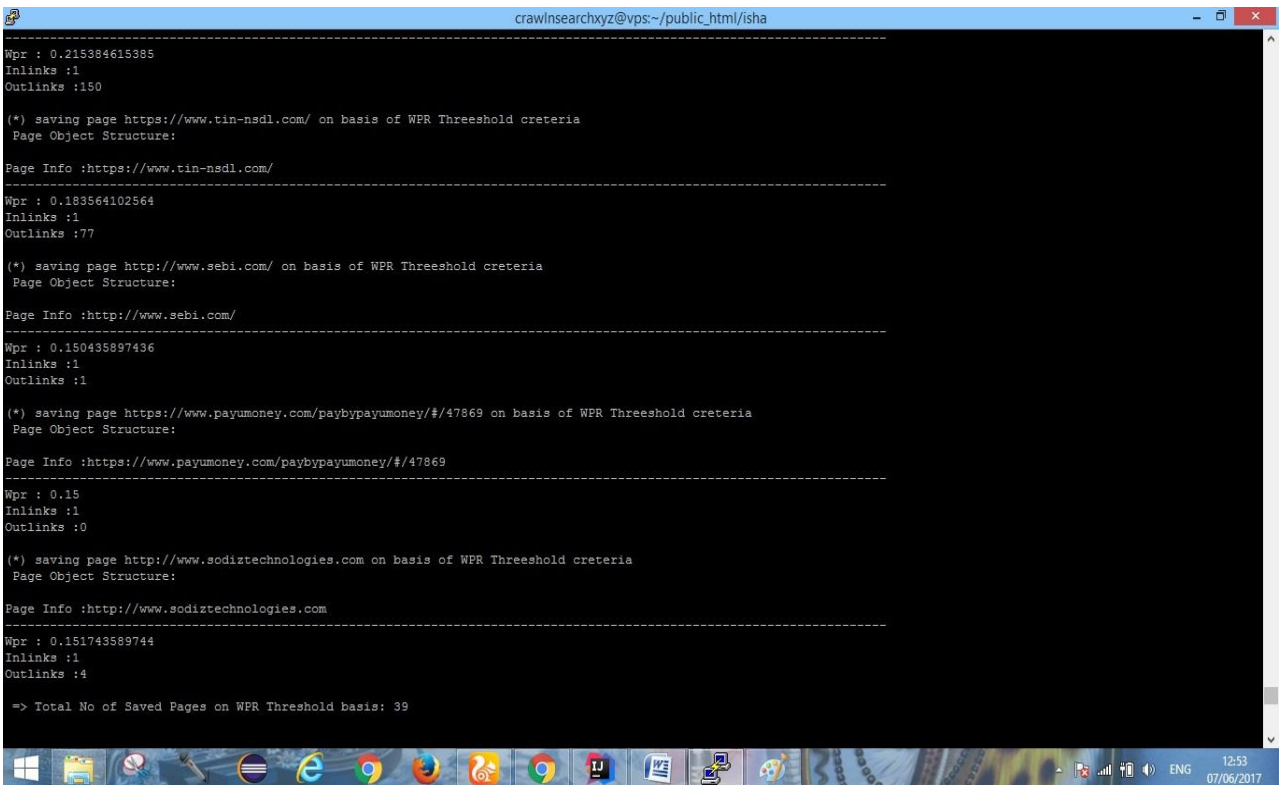 crawlnsearchxyz@vps:~/public_html/isha
--------------------------------------------------------------------------------
Wpr : 0.215384615385
Inlinks :1
Outlinks :150
(*) saving page https://www.tin-nsdl.com/ on basis of WPR Threeshold creteria
Page Object Structure:
Page Info :https://www.tin-nsdl.com/
--------------------------------------------------------------------------------
Wpr : 0.183564102564
Inlinks :1
Outlinks :77
(*) saving page http://www.sebi.com/ on basis of WPR Threeshold creteria
Page Object Structure:
Page Info :http://www.sebi.com/
--------------------------------------------------------------------------------
Wpr : 0.150435897436
Inlinks :1
Outlinks :1
(*) saving page https://www.payumoney.com/paybypayumoney/#/47869 on basis of WPR Threeshold creteria
Page Object Structure:
Page Info :https://www.payumoney.com/paybypayumoney/#/47869
--------------------------------------------------------------------------------
Wpr : 0.15
Inlinks :1
Outlinks :0
(*) saving page http://www.sodiztechnologies.com on basis of WPR Threeshold creteria
Page Object Structure:
Page Info :http://www.sodiztechnologies.com
--------------------------------------------------------------------------------
Wpr : 0.151743589744
Inlinks :1
Outlinks :4
=> Total No of Saved Pages on WPR Threshold basis: 39
ENG
12:53
07/06/2017